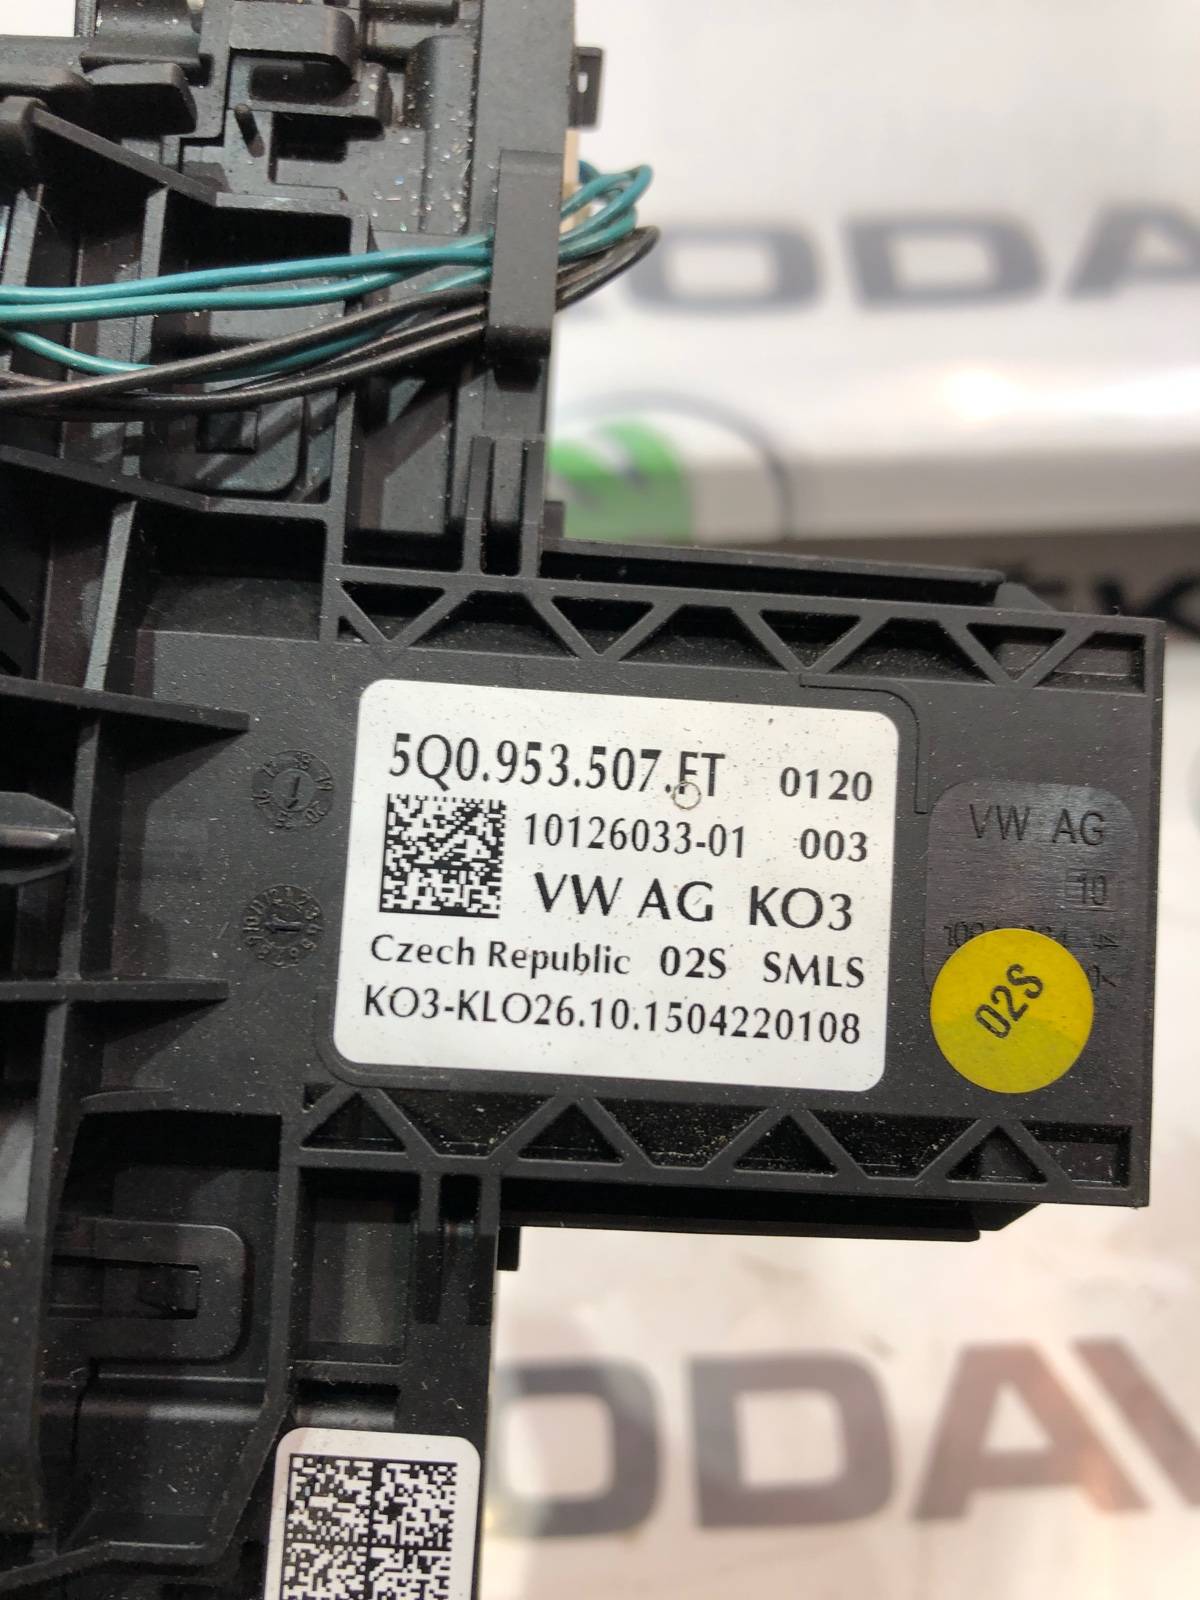 5Q0.953.507.FT 0120
10126033-01 003
VW AG KO3
Czech Republic 02S SMLS
KO3-KLO26.10.1504220108
VW AG
10
02S